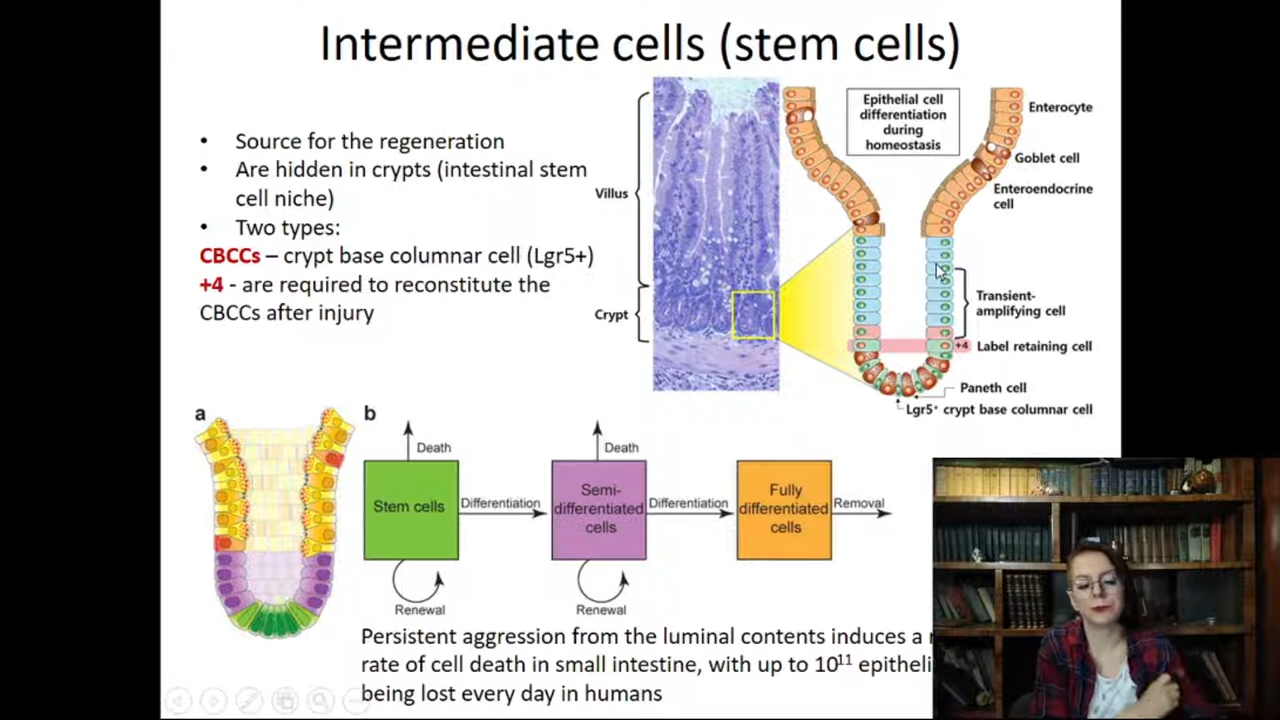 Intermediate cells (stem cells)
• Source for the regeneration
• Are hidden in crypts (intestinal stem
cell niche)
• Two types:
CBCCs – crypt base columnar cell (Lgr5+)
+4 - are required to reconstitute the
CBCCs after injury
Villus
Crypt
Epithelial cell
differentiation
during
homeostasis
Enterocyte
Goblet cell
Enteroendocrine
cell
Transient-
amplifying cell
+4
Label retaining cell
Paneth cell
Lgr5⁺ crypt base columnar cell
a
b
Death
Death
Stem cells
Differentiation
Semi-
differentiated
cells
Differentiation
Fully
differentiated
cells
Removal
Renewal
Renewal
Persistent aggression from the luminal contents induces a
rate of cell death in small intestine, with up to 10¹¹ epitheli
being lost every day in humans